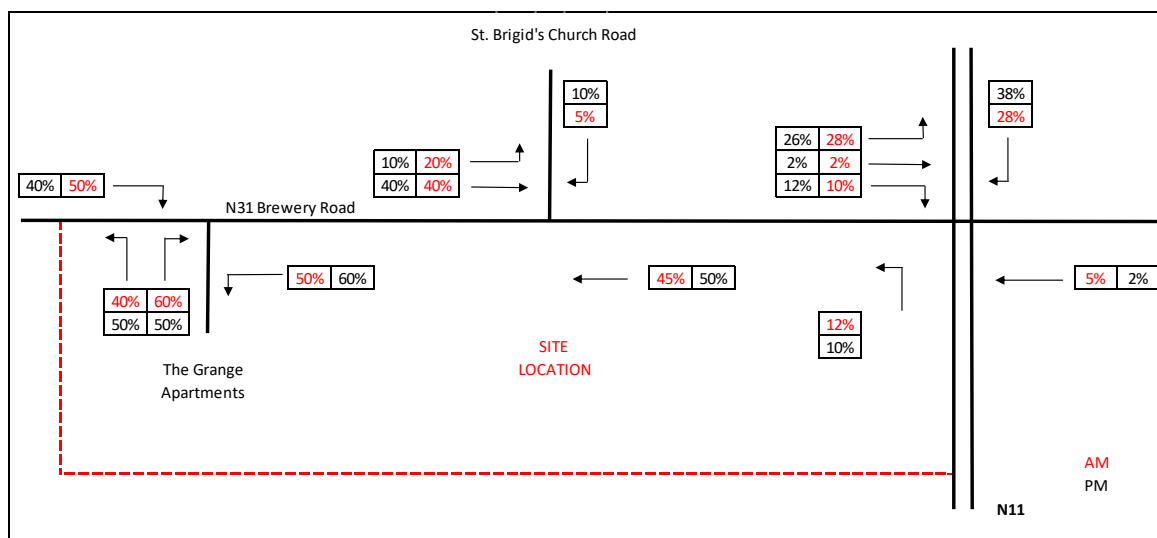 St. Brigid's Church Road
10%
5%
38%
28%
26% 28%
2% 2%
12% 10%
10% 20%
40% 40%
40% 50%
N31 Brewery Road
50% 60%
45% 50%
5% 2%
40% 60%
50% 50%
12%
10%
The Grange
Apartments
SITE
LOCATION
AM
PM
N11